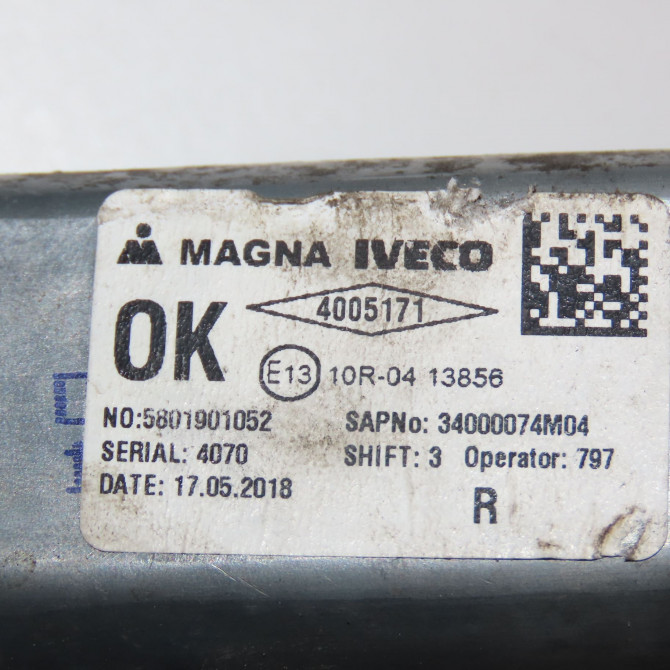 MAGNA IVECO
OK 4005171
E13 10R-04 13856
NO:5801901052 SAPNo: 34000074M04
SERIAL: 4070 SHIFT: 3 Operator: 797
DATE: 17.05.2018 R